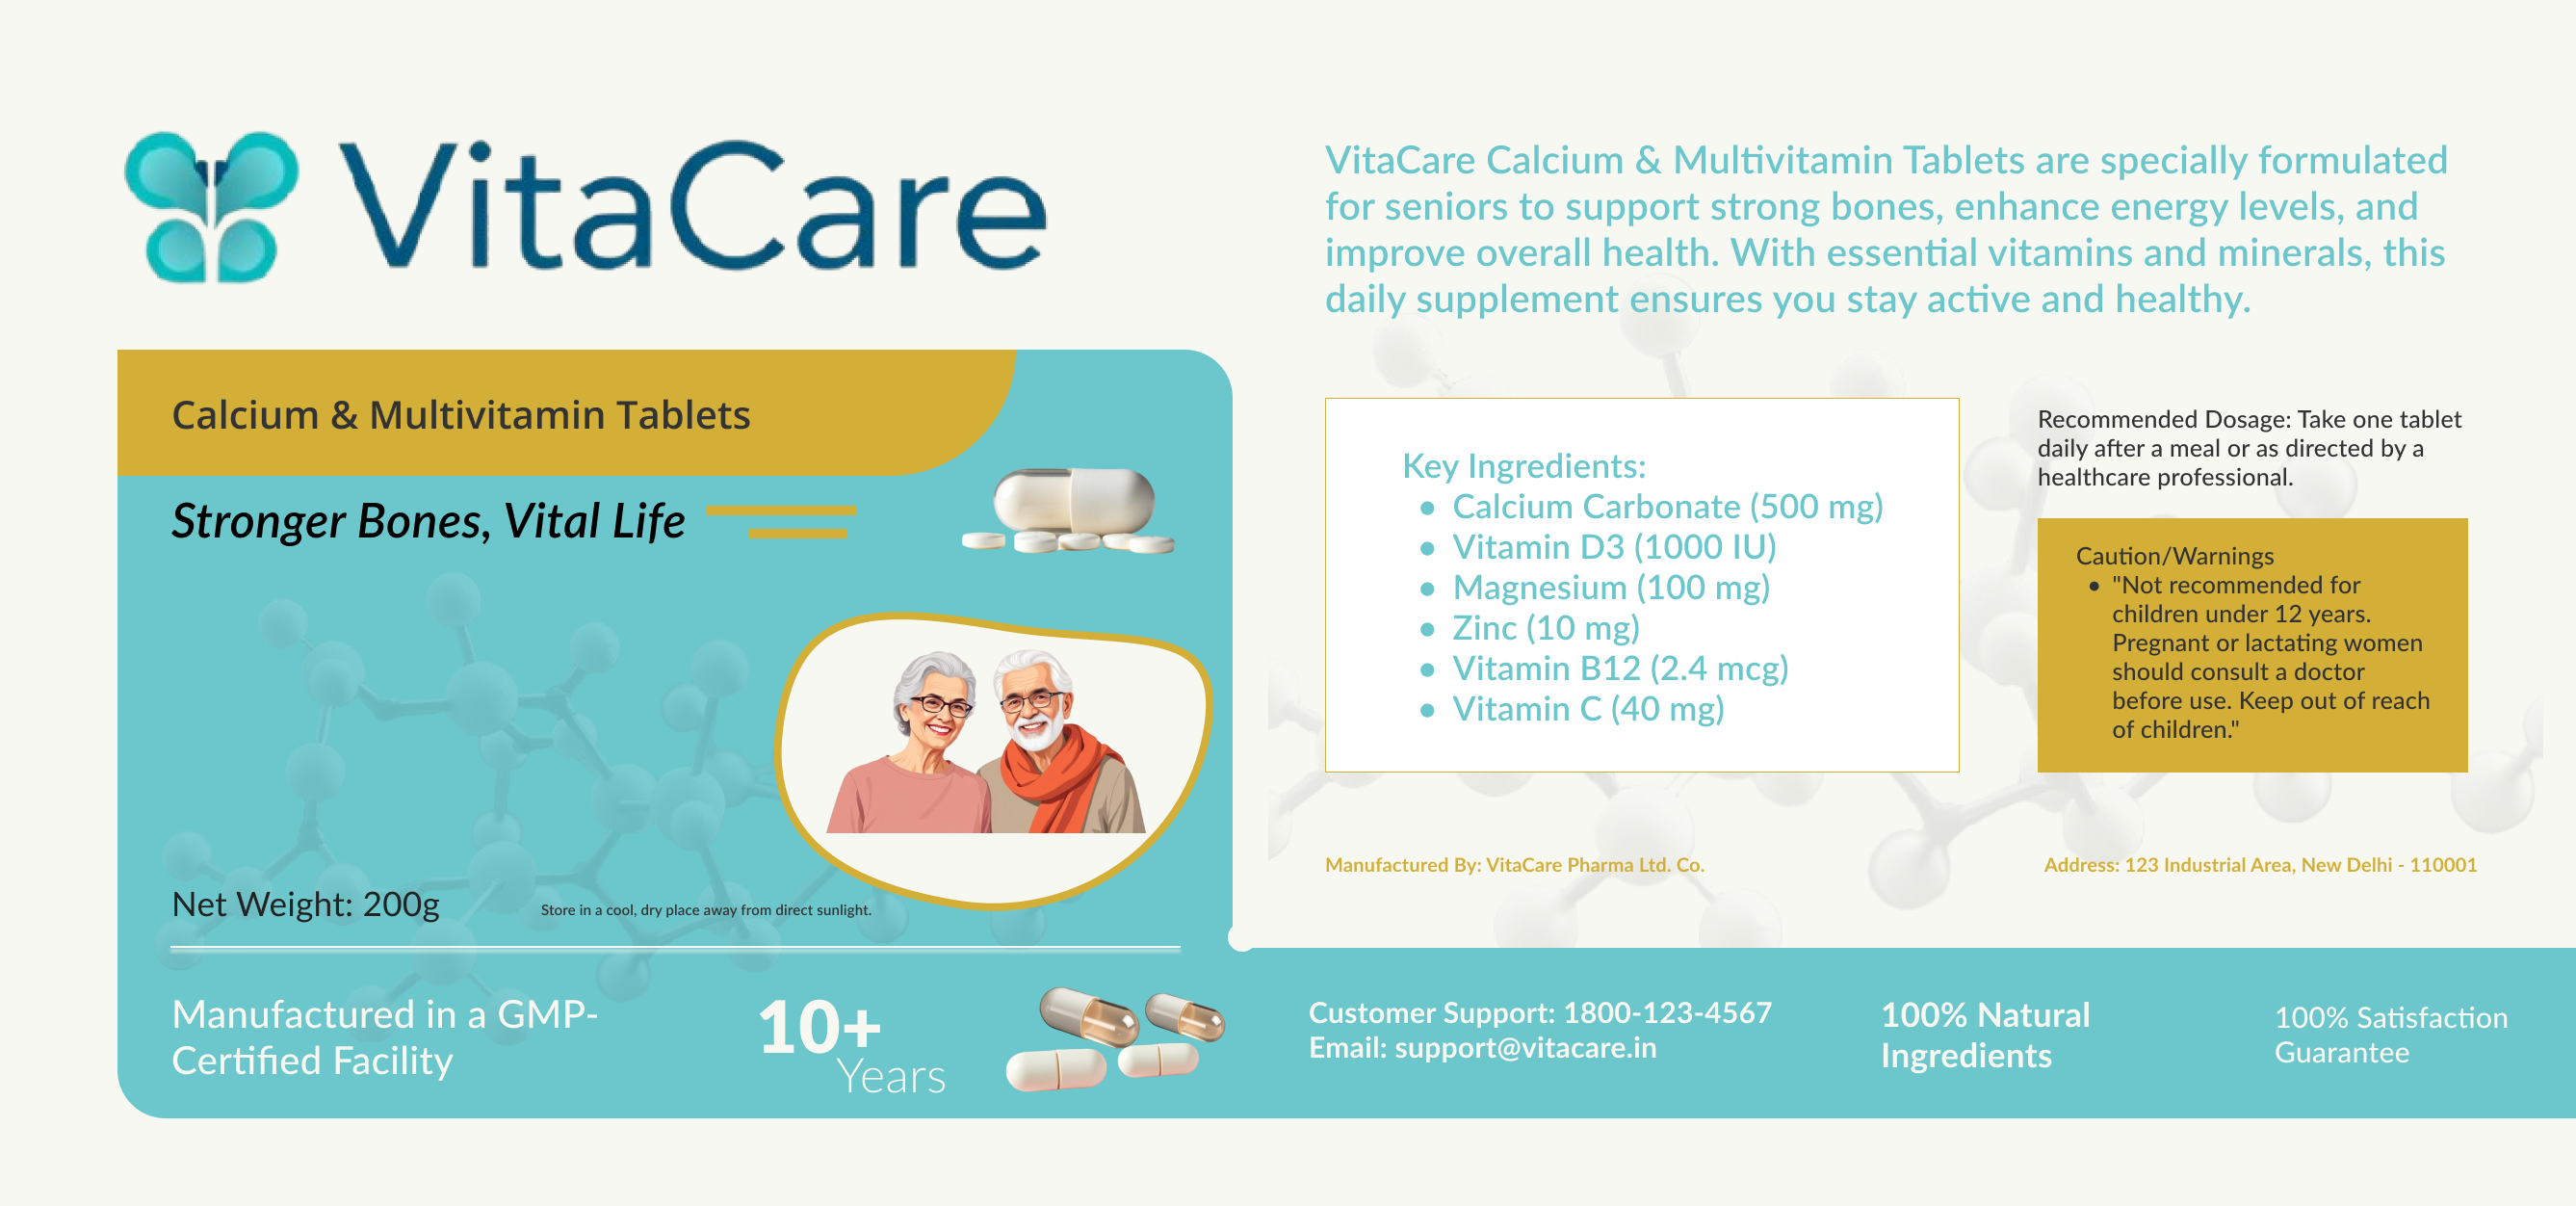 VitaCare
Calcium & Multivitamin Tablets
Stronger Bones, Vital Life
Net Weight: 200g
Store in a cool, dry place away from direct sunlight.
Manufactured in a GMP-
Certified Facility
10+
Years
VitaCare Calcium & Multivitamin Tablets are specially formulated
for seniors to support strong bones, enhance energy levels, and
improve overall health. With essential vitamins and minerals, this
daily supplement ensures you stay active and healthy.
Key Ingredients:
• Calcium Carbonate (500 mg)
• Vitamin D3 (1000 IU)
• Magnesium (100 mg)
• Zinc (10 mg)
• Vitamin B12 (2.4 mcg)
• Vitamin C (40 mg)
Recommended Dosage: Take one tablet
daily after a meal or as directed by a
healthcare professional.
Caution/Warnings
• "Not recommended for
children under 12 years.
Pregnant or lactating women
should consult a doctor
before use. Keep out of reach
of children."
Manufactured By: VitaCare Pharma Ltd. Co.
Address: 123 Industrial Area, New Delhi - 110001
Customer Support: 1800-123-4567
Email: support@vitacare.in
100% Natural
Ingredients
100% Satisfaction
Guarantee